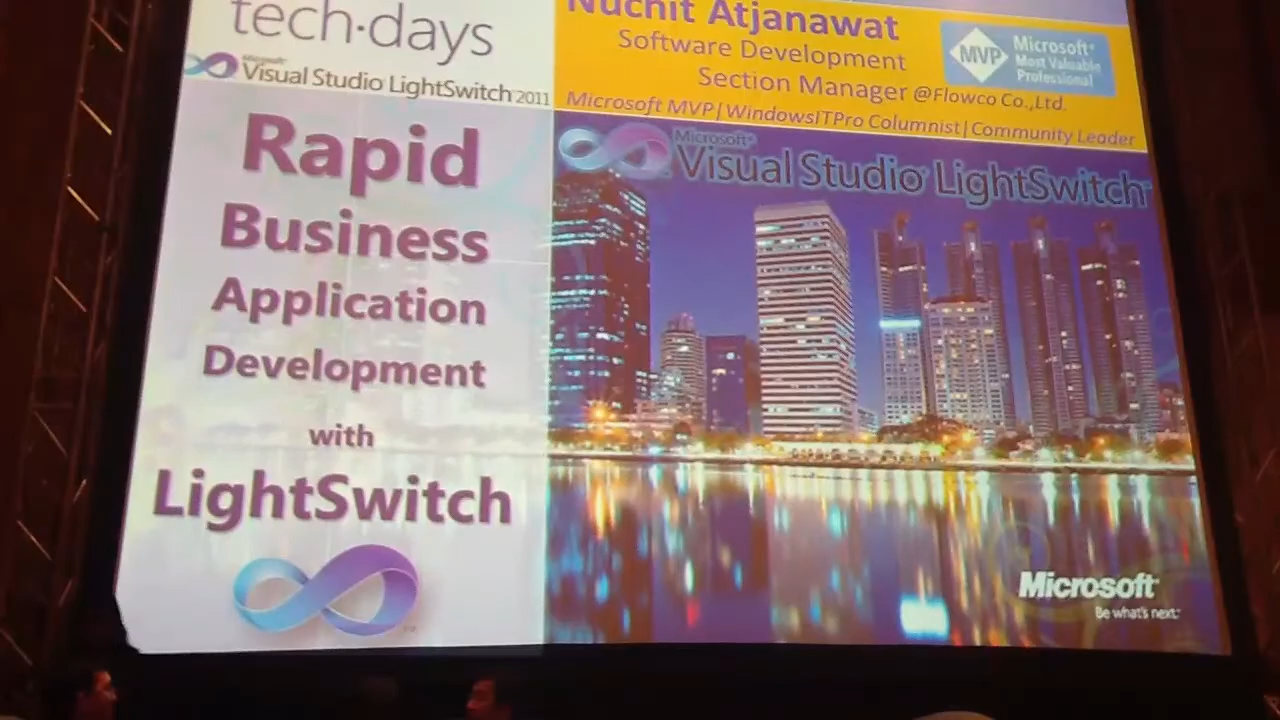 tech·days
Microsoft®
Visual Studio LightSwitch 2011
Rapid
Business
Application
Development
with
LightSwitch
Nuchit Atjanawat
Software Development
Section Manager @Flowco Co.,Ltd.
Microsoft MVP|WindowsITPro Columnist|Community Leader
MVP
Microsoft®
Most Valuable
Professional
Microsoft®
Visual Studio® LightSwitch™
Microsoft®
Be what's next.™